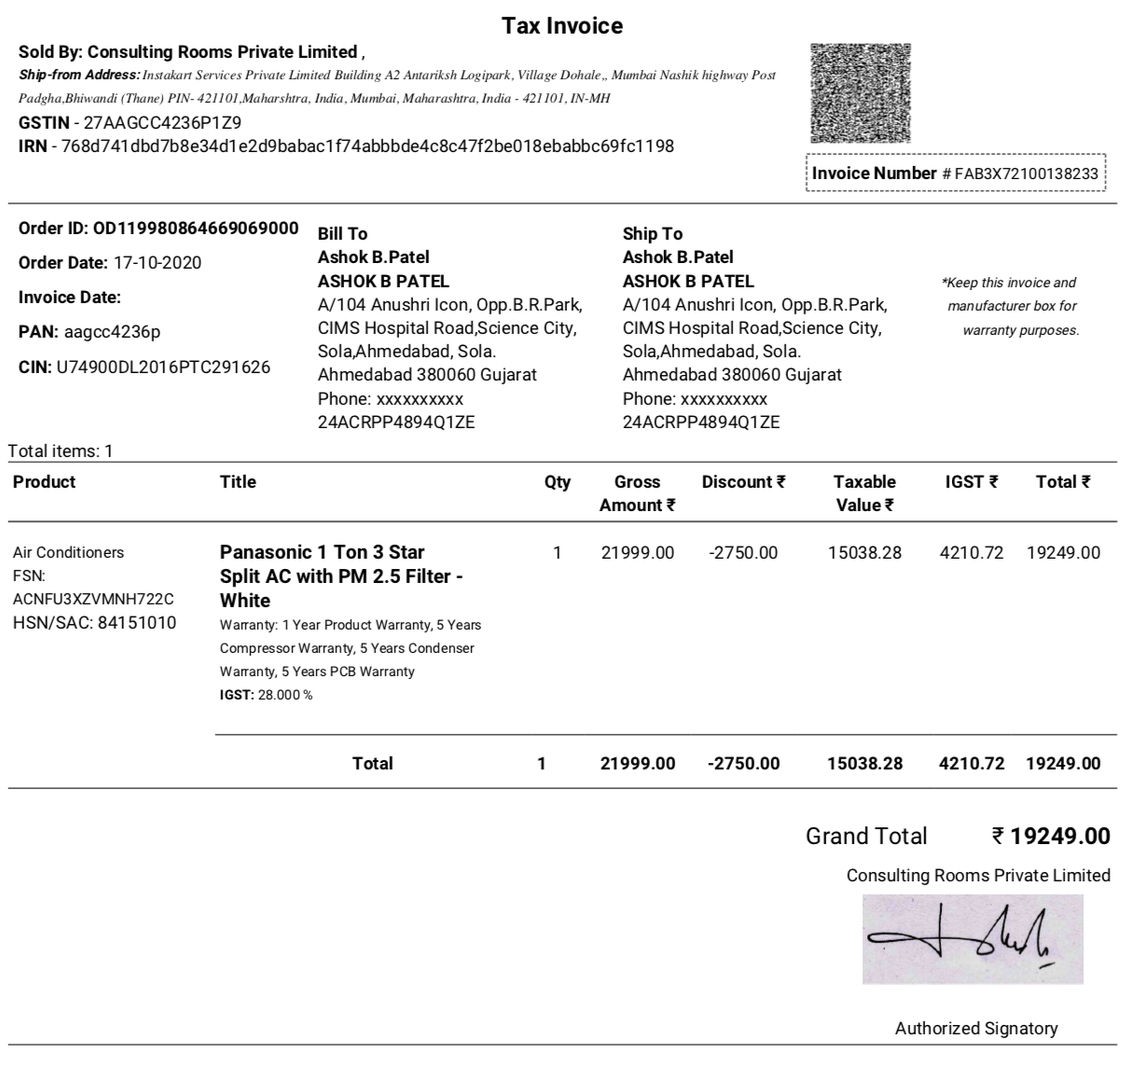 Tax Invoice
Sold By: Consulting Rooms Private Limited ,
Ship-from Address: Instakart Services Private Limited Building A2 Antariksh Logipark, Village Dohale,, Mumbai Nashik highway Post
Padgha,Bhiwandi (Thane) PIN- 421101,Maharshtra, India, Mumbai, Maharashtra, India - 421101, IN-MH
GSTIN - 27AAGCC4236P1Z9
IRN - 768d741dbd7b8e34d1e2d9babac1f74abbbde4c8c47f2be018ebabbc69fc1198
Invoice Number # FAB3X72100138233
Order ID: OD119980864669069000
Order Date: 17-10-2020
Invoice Date:
PAN: aagcc4236p
CIN: U74900DL2016PTC291626
Bill To
Ashok B.Patel
ASHOK B PATEL
A/104 Anushri Icon, Opp.B.R.Park,
CIMS Hospital Road,Science City,
Sola,Ahmedabad, Sola.
Ahmedabad 380060 Gujarat
Phone: xxxxxxxxxx
24ACRPP4894Q1ZE
Ship To
Ashok B.Patel
ASHOK B PATEL
A/104 Anushri Icon, Opp.B.R.Park,
CIMS Hospital Road,Science City,
Sola,Ahmedabad, Sola.
Ahmedabad 380060 Gujarat
Phone: xxxxxxxxxx
24ACRPP4894Q1ZE
*Keep this invoice and
manufacturer box for
warranty purposes.
Total items: 1
Product Title Qty Gross Amount ₹ Discount ₹ Taxable Value ₹ IGST ₹ Total ₹
Air Conditioners
FSN:
ACNFU3XZVMNH722C
HSN/SAC: 84151010
Panasonic 1 Ton 3 Star
Split AC with PM 2.5 Filter -
White
Warranty: 1 Year Product Warranty, 5 Years
Compressor Warranty, 5 Years Condenser
Warranty, 5 Years PCB Warranty
IGST: 28.000 %
1 21999.00 -2750.00 15038.28 4210.72 19249.00
Total 1 21999.00 -2750.00 15038.28 4210.72 19249.00
Grand Total ₹ 19249.00
Consulting Rooms Private Limited
Authorized Signatory